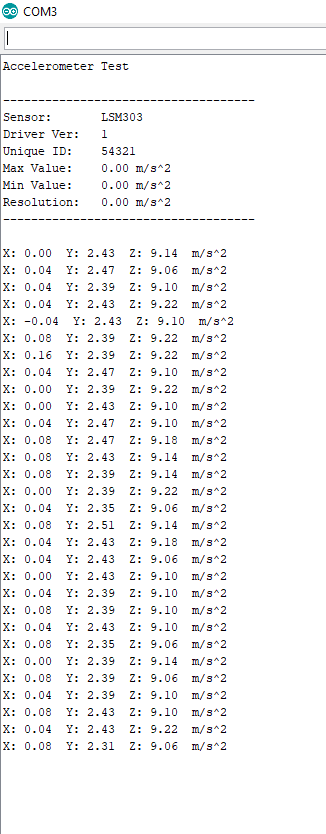 COM3
Accelerometer Test
------------------------------------
Sensor:       LSM303
Driver Ver:   1
Unique ID:    54321
Max Value:    0.00 m/s^2
Min Value:    0.00 m/s^2
Resolution:   0.00 m/s^2
------------------------------------
X: 0.00  Y: 2.43  Z: 9.14  m/s^2
X: 0.04  Y: 2.47  Z: 9.06  m/s^2
X: 0.04  Y: 2.39  Z: 9.10  m/s^2
X: 0.04  Y: 2.43  Z: 9.22  m/s^2
X: -0.04  Y: 2.43  Z: 9.10  m/s^2
X: 0.08  Y: 2.39  Z: 9.22  m/s^2
X: 0.16  Y: 2.39  Z: 9.22  m/s^2
X: 0.04  Y: 2.47  Z: 9.10  m/s^2
X: 0.00  Y: 2.39  Z: 9.22  m/s^2
X: 0.00  Y: 2.43  Z: 9.10  m/s^2
X: 0.04  Y: 2.47  Z: 9.10  m/s^2
X: 0.08  Y: 2.47  Z: 9.18  m/s^2
X: 0.08  Y: 2.43  Z: 9.14  m/s^2
X: 0.08  Y: 2.39  Z: 9.14  m/s^2
X: 0.00  Y: 2.39  Z: 9.22  m/s^2
X: 0.04  Y: 2.35  Z: 9.06  m/s^2
X: 0.08  Y: 2.51  Z: 9.14  m/s^2
X: 0.04  Y: 2.43  Z: 9.18  m/s^2
X: 0.04  Y: 2.43  Z: 9.06  m/s^2
X: 0.00  Y: 2.43  Z: 9.10  m/s^2
X: 0.04  Y: 2.39  Z: 9.10  m/s^2
X: 0.08  Y: 2.39  Z: 9.10  m/s^2
X: 0.04  Y: 2.43  Z: 9.10  m/s^2
X: 0.08  Y: 2.35  Z: 9.06  m/s^2
X: 0.00  Y: 2.39  Z: 9.14  m/s^2
X: 0.08  Y: 2.39  Z: 9.06  m/s^2
X: 0.04  Y: 2.39  Z: 9.10  m/s^2
X: 0.08  Y: 2.43  Z: 9.10  m/s^2
X: 0.04  Y: 2.43  Z: 9.22  m/s^2
X: 0.08  Y: 2.31  Z: 9.06  m/s^2